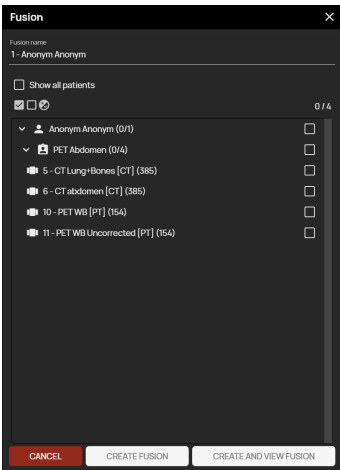 Fusion
Fusion name
1 - Anonym Anonym
Show all patients
0 / 4
Anonym Anonym (0/1)
PET Abdomen (0/4)
5 - CT Lung+Bones [CT] (385)
6 - CT abdomen [CT] (385)
10 - PET WB [PT] (154)
11 - PET WB Uncorrected [PT] (154)
CANCEL
CREATE FUSION
CREATE AND VIEW FUSION